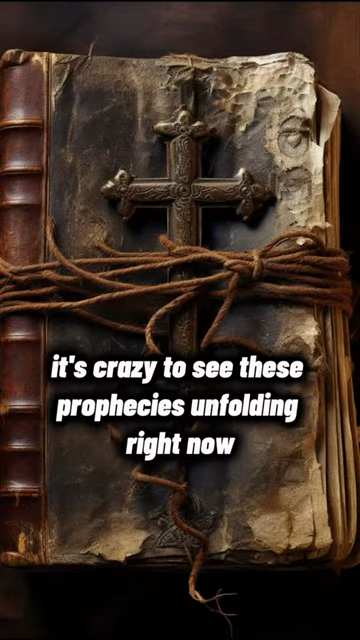 it's crazy to see these
prophecies unfolding
right now